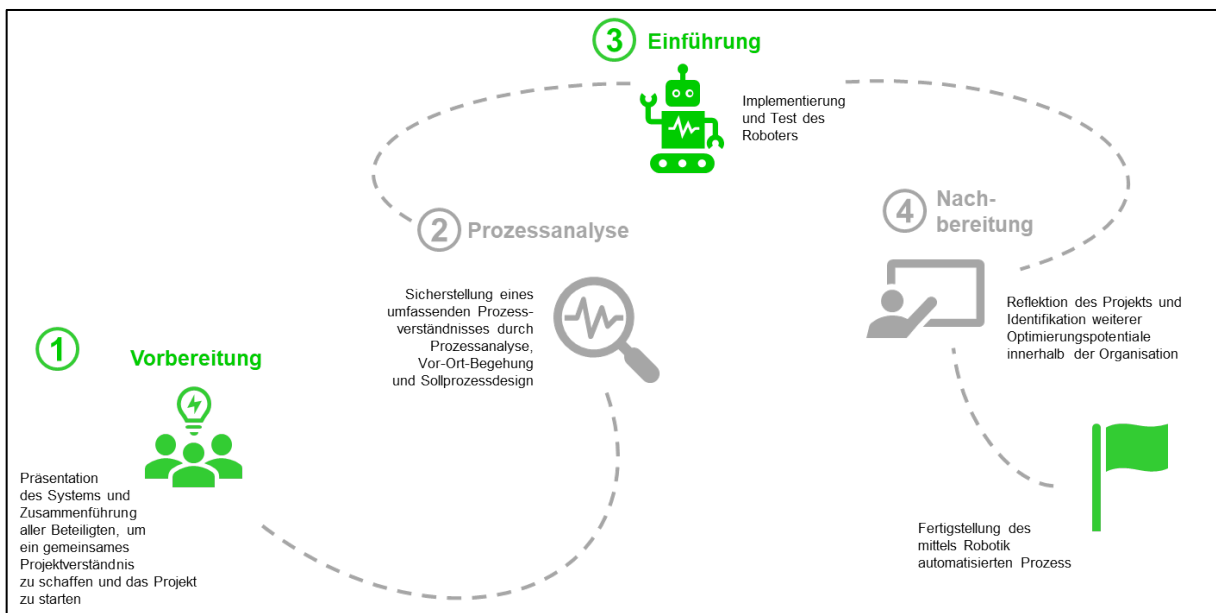 1
Vorbereitung
Präsentation
des Systems und
Zusammenführung
aller Beteiligten, um
ein gemeinsames
Projektverständnis
zu schaffen und das Projekt
zu starten
2 Prozessanalyse
Sicherstellung eines
umfassenden Prozess-
verständnisses durch
Prozessanalyse,
Vor-Ort-Begehung
und Sollprozessdesign
3 Einführung
Implementierung
und Test des
Roboters
4 Nach-
bereitung
Reflektion des Projekts und
Identifikation weiterer
Optimierungspotentiale
innerhalb der Organisation
Fertigstellung des
mittels Robotik
automatisierten Prozess